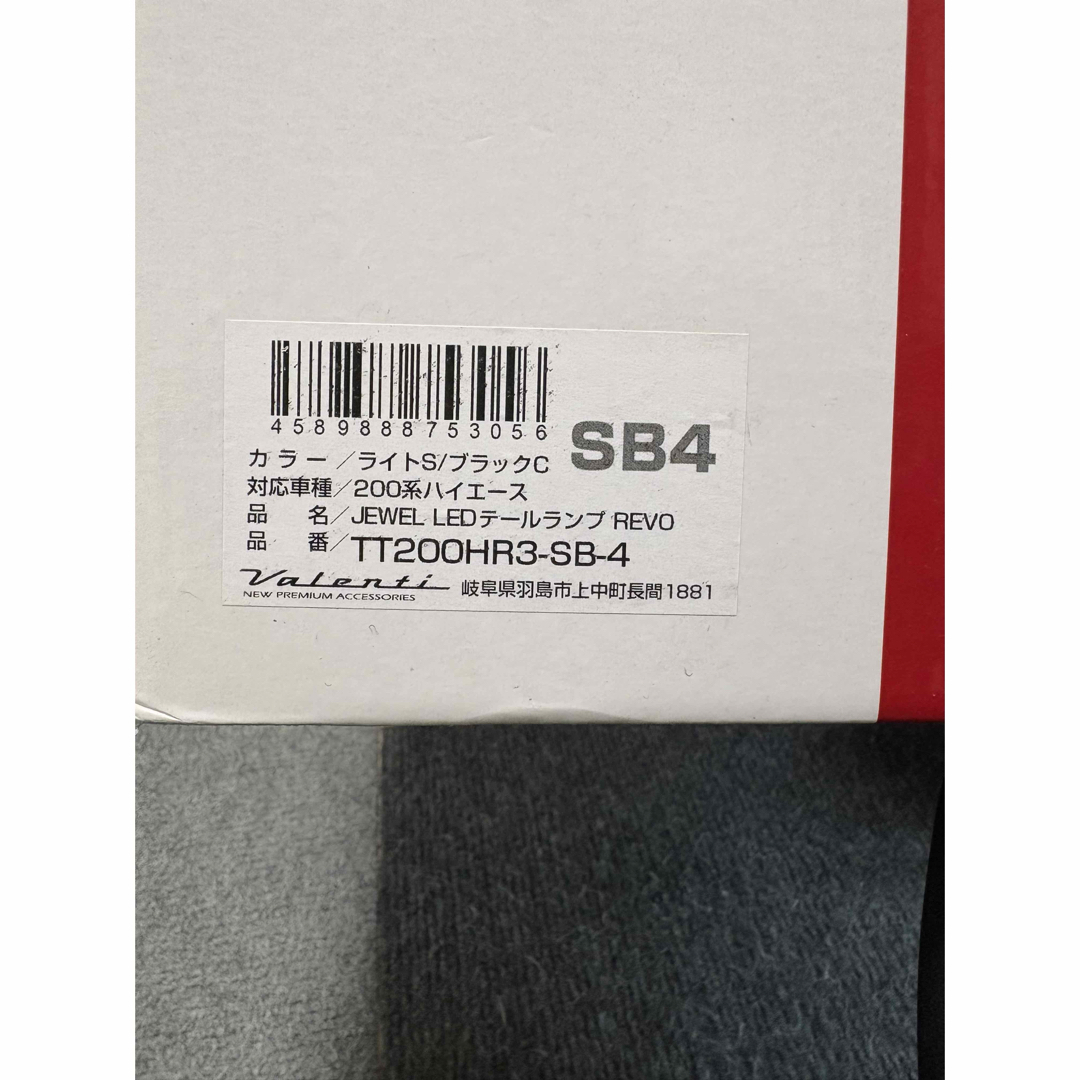 4589888753056
SB4
カラー／ライトS/ブラックC
対応車種／200系ハイエース
品 名／JEWEL LEDテールランプ REVO
品 番／TT200HR3-SB-4
Valenti
NEW PREMIUM ACCESSORIES
岐阜県羽島市上中町長間1881